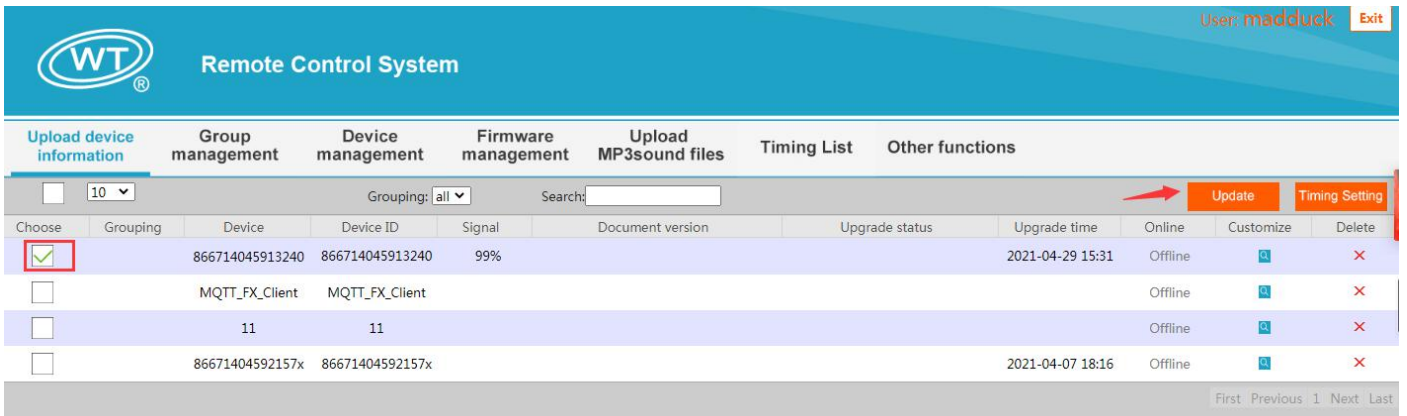 User: madduck Exit
WT
®
Remote Control System
Upload device information
Group management
Device management
Firmware management
Upload MP3sound files
Timing List
Other functions
10 Grouping: all Search: Update Timing Setting
Choose Grouping Device Device ID Signal Document version Upgrade status Upgrade time Online Customize Delete
866714045913240 866714045913240 99% 2021-04-29 15:31 Offline
MQTT_FX_Client MQTT_FX_Client Offline
11 11 Offline
86671404592157x 86671404592157x 2021-04-07 18:16 Offline
First Previous 1 Next Last